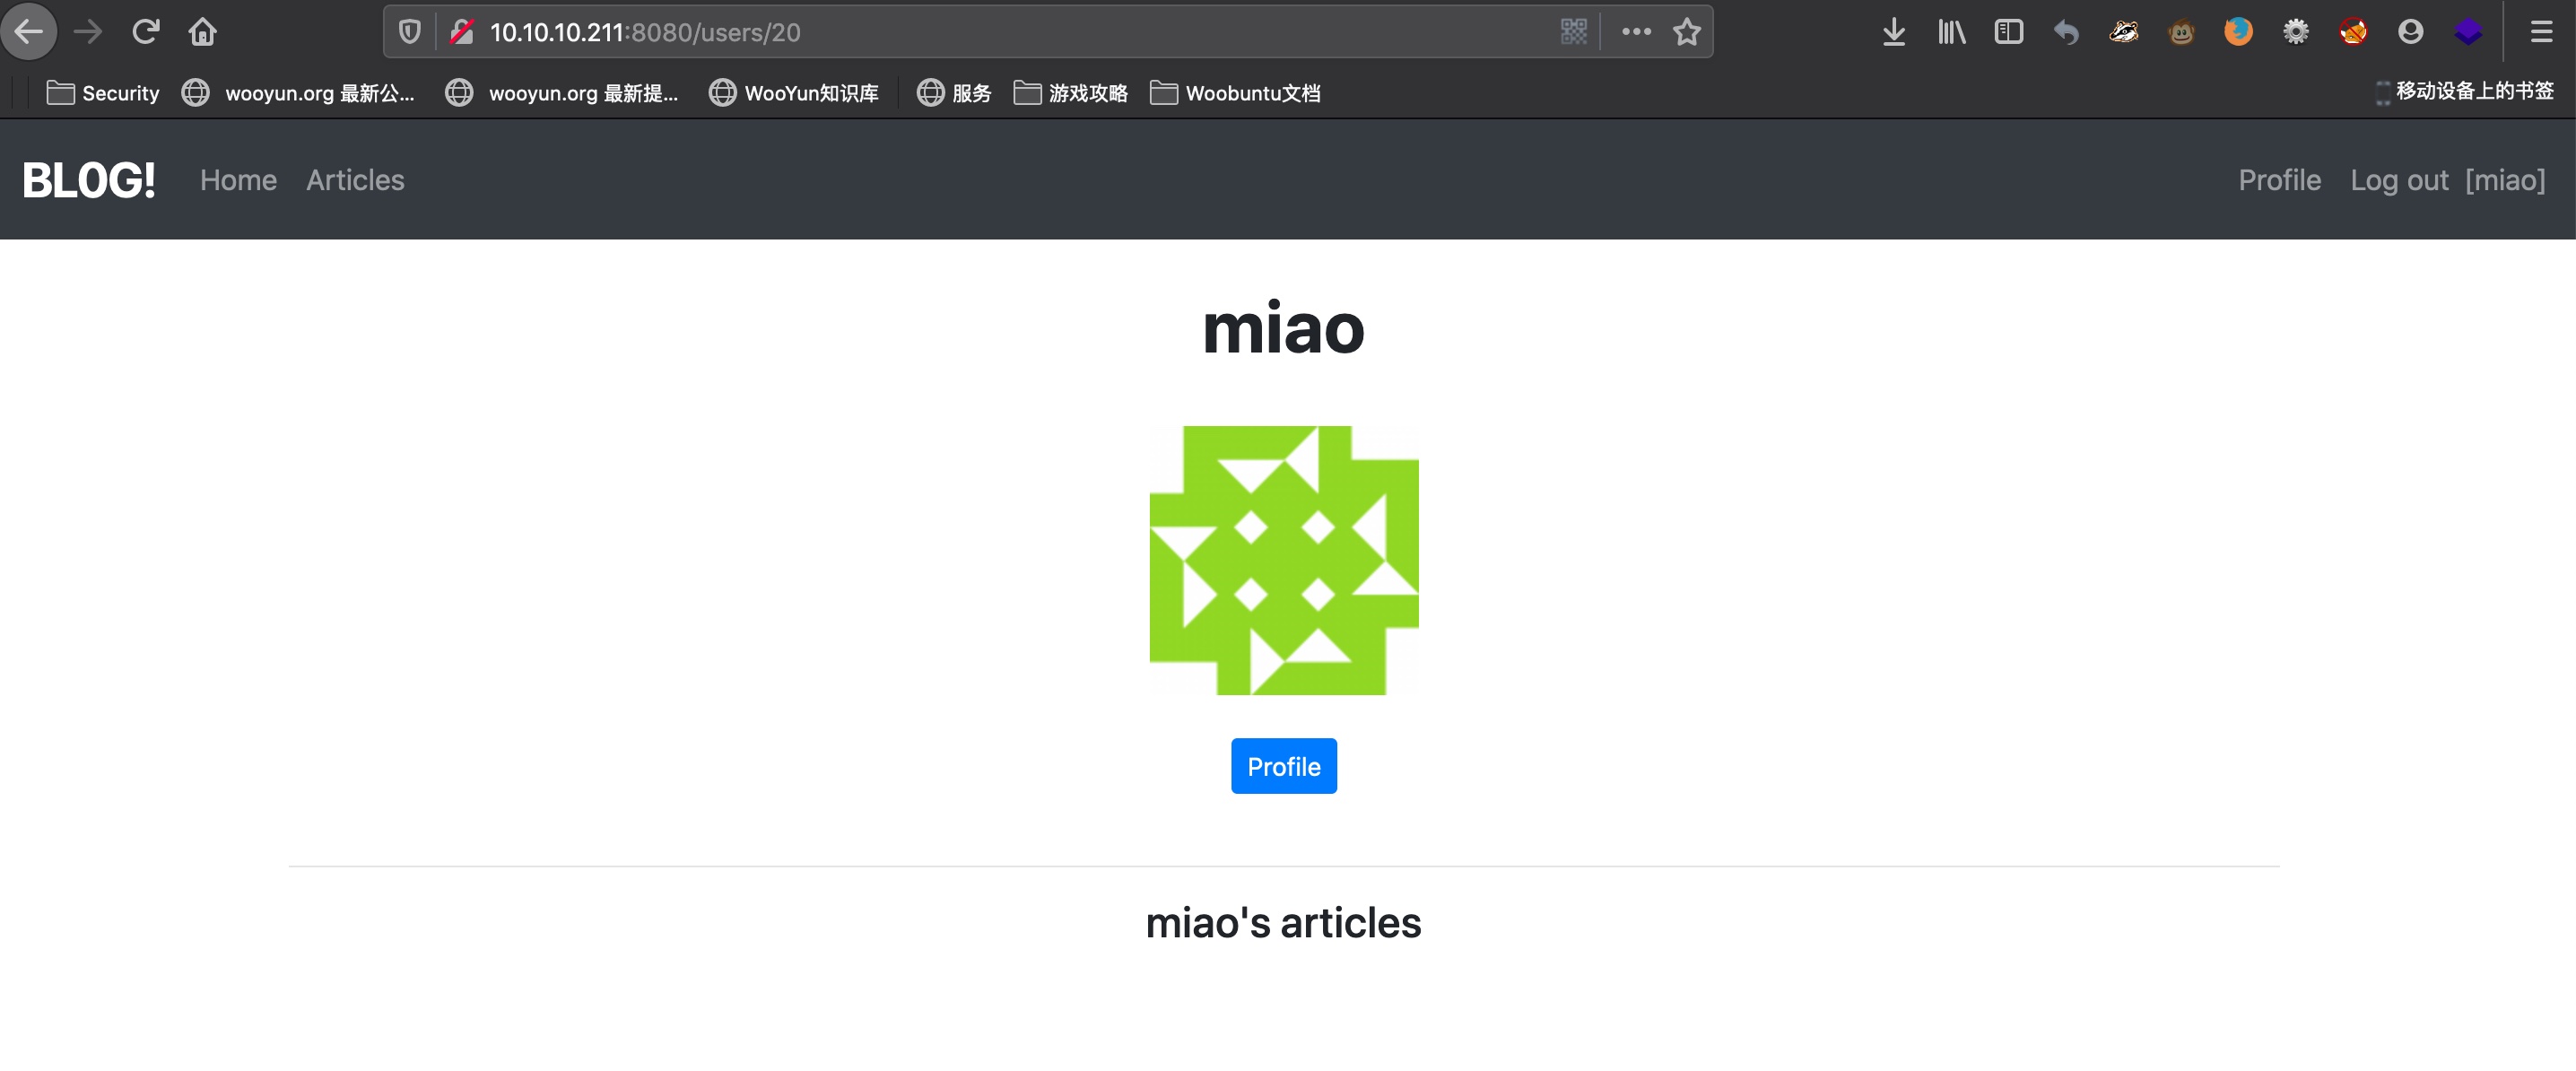 10.10.10.211:8080/users/20
Security wooyun.org 最新公... wooyun.org 最新提... WooYun知识库 服务 游戏攻略 Woobuntu文档 移动设备上的书签
BL0G! Home Articles Profile Log out [miao]
miao
Profile
miao's articles